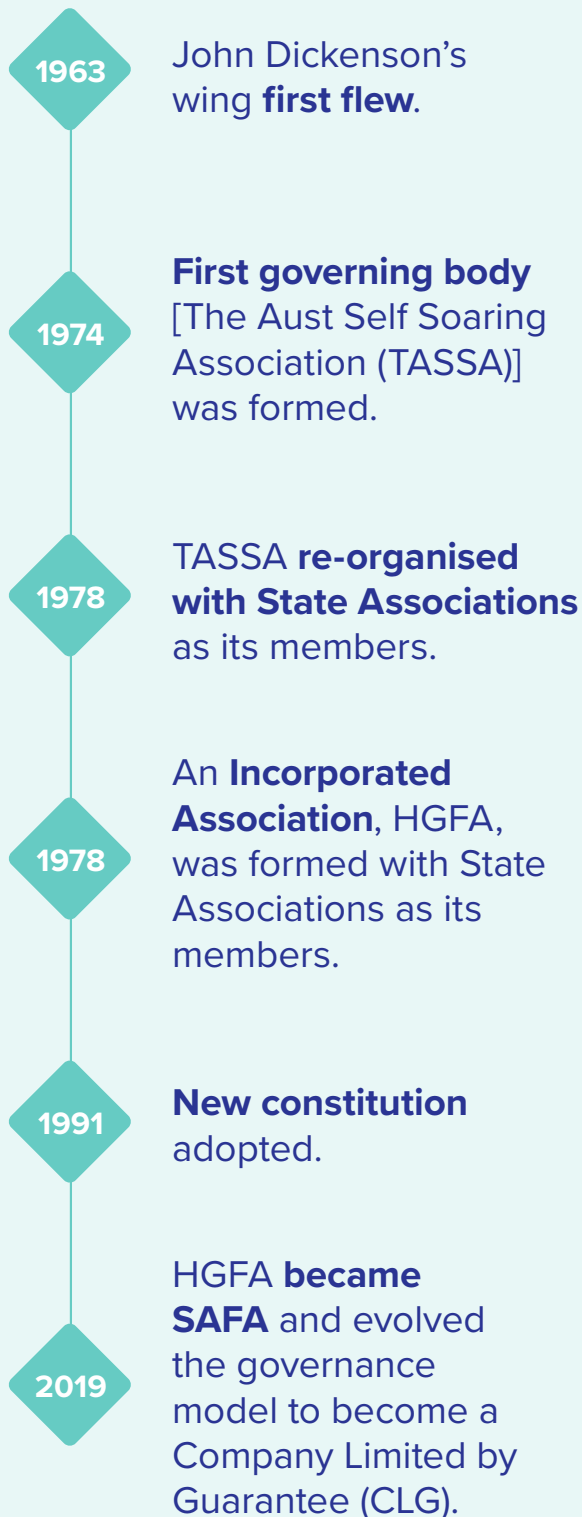 1963
John Dickenson’s
wing first flew.
1974
First governing body
[The Aust Self Soaring
Association (TASSA)]
was formed.
1978
TASSA re-organised
with State Associations
as its members.
1978
An Incorporated
Association, HGFA,
was formed with State
Associations as its
members.
1991
New constitution
adopted.
2019
HGFA became
SAFA and evolved
the governance
model to become a
Company Limited by
Guarantee (CLG).